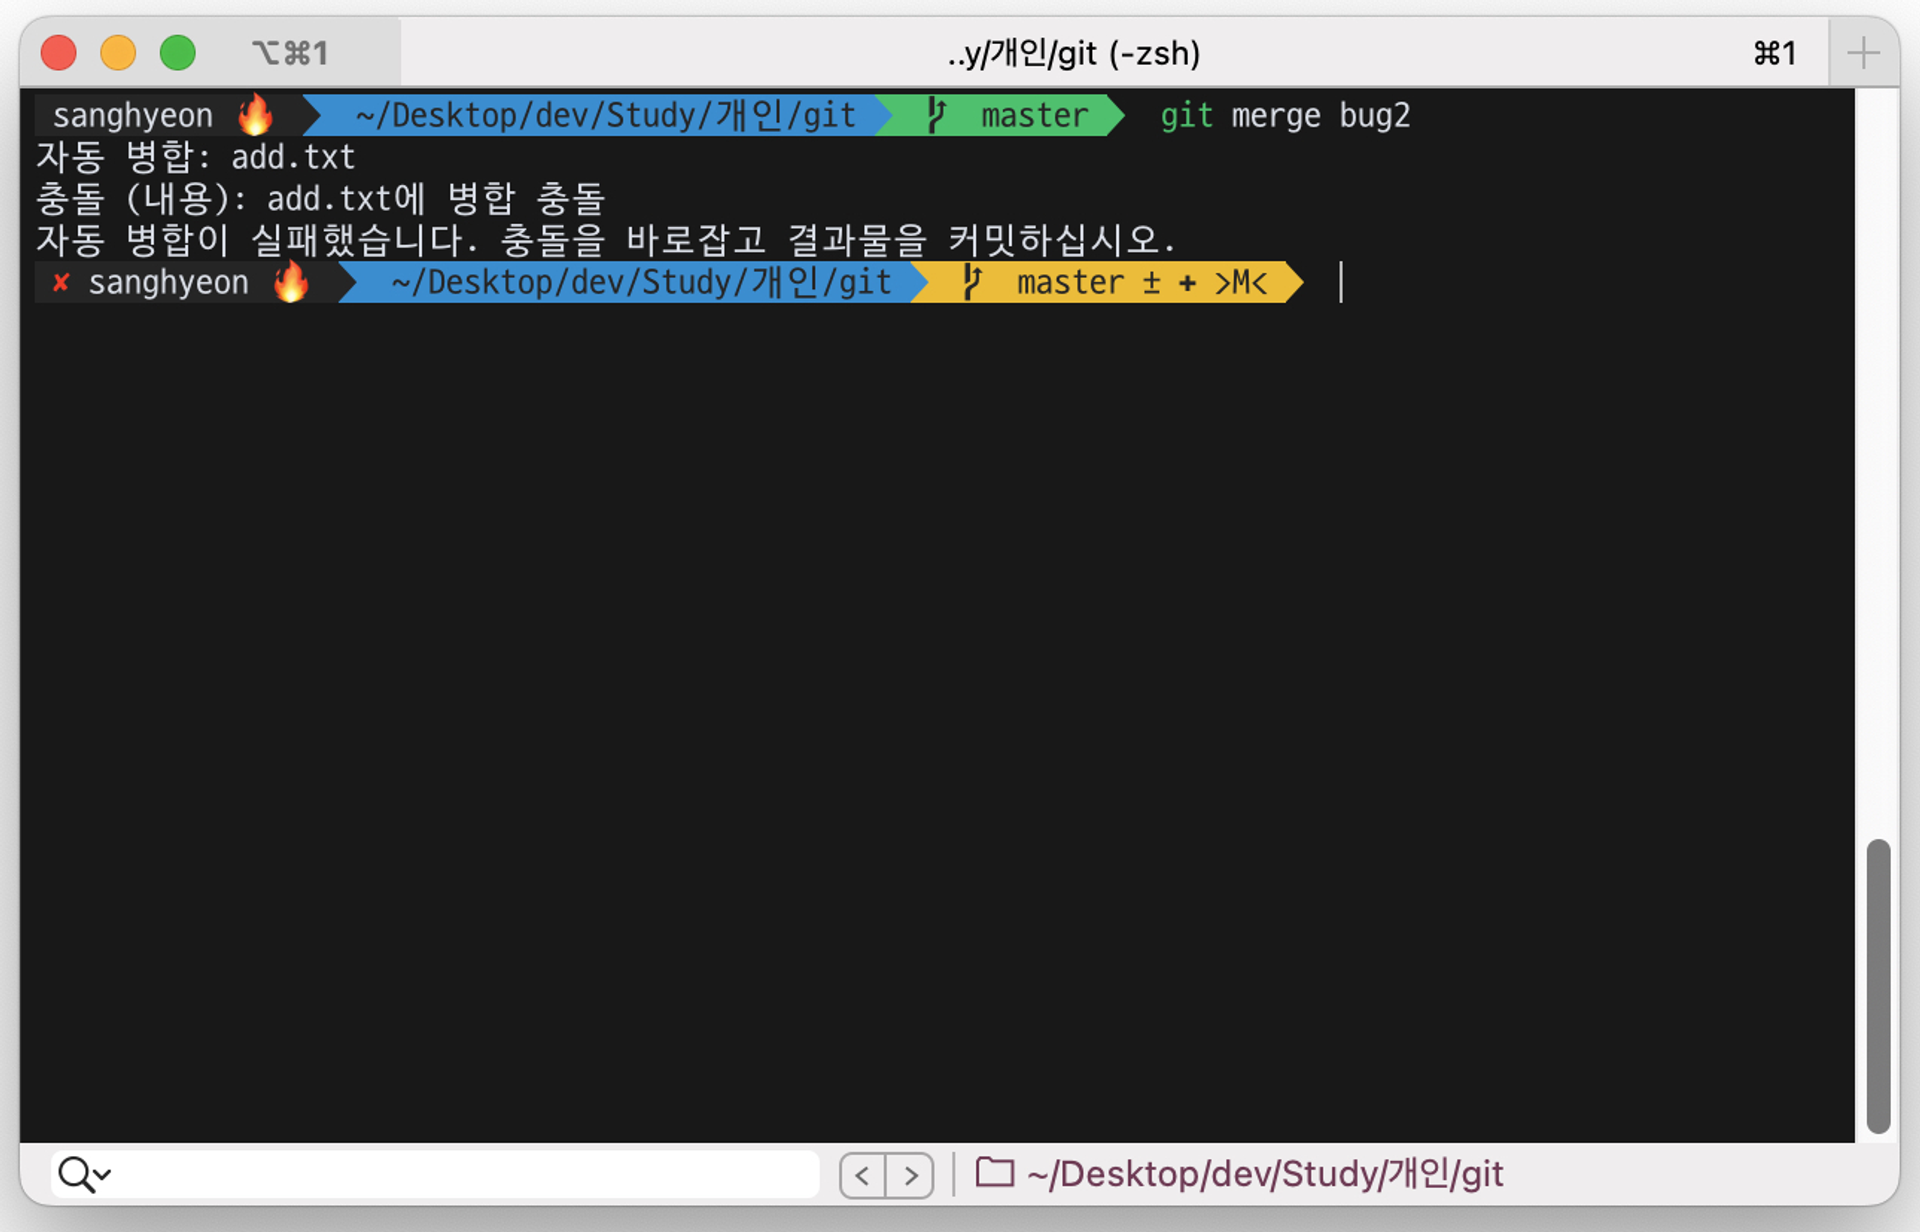 ⌥⌘1 ..y/개인/git (-zsh) ⌘1 +
sanghyeon 🔥 ~/Desktop/dev/Study/개인/git master git merge bug2
자동 병합: add.txt
충돌 (내용): add.txt에 병합 충돌
자동 병합이 실패했습니다. 충돌을 바로잡고 결과물을 커밋하십시오.
✘ sanghyeon 🔥 ~/Desktop/dev/Study/개인/git master ± + >M<
~/Desktop/dev/Study/개인/git